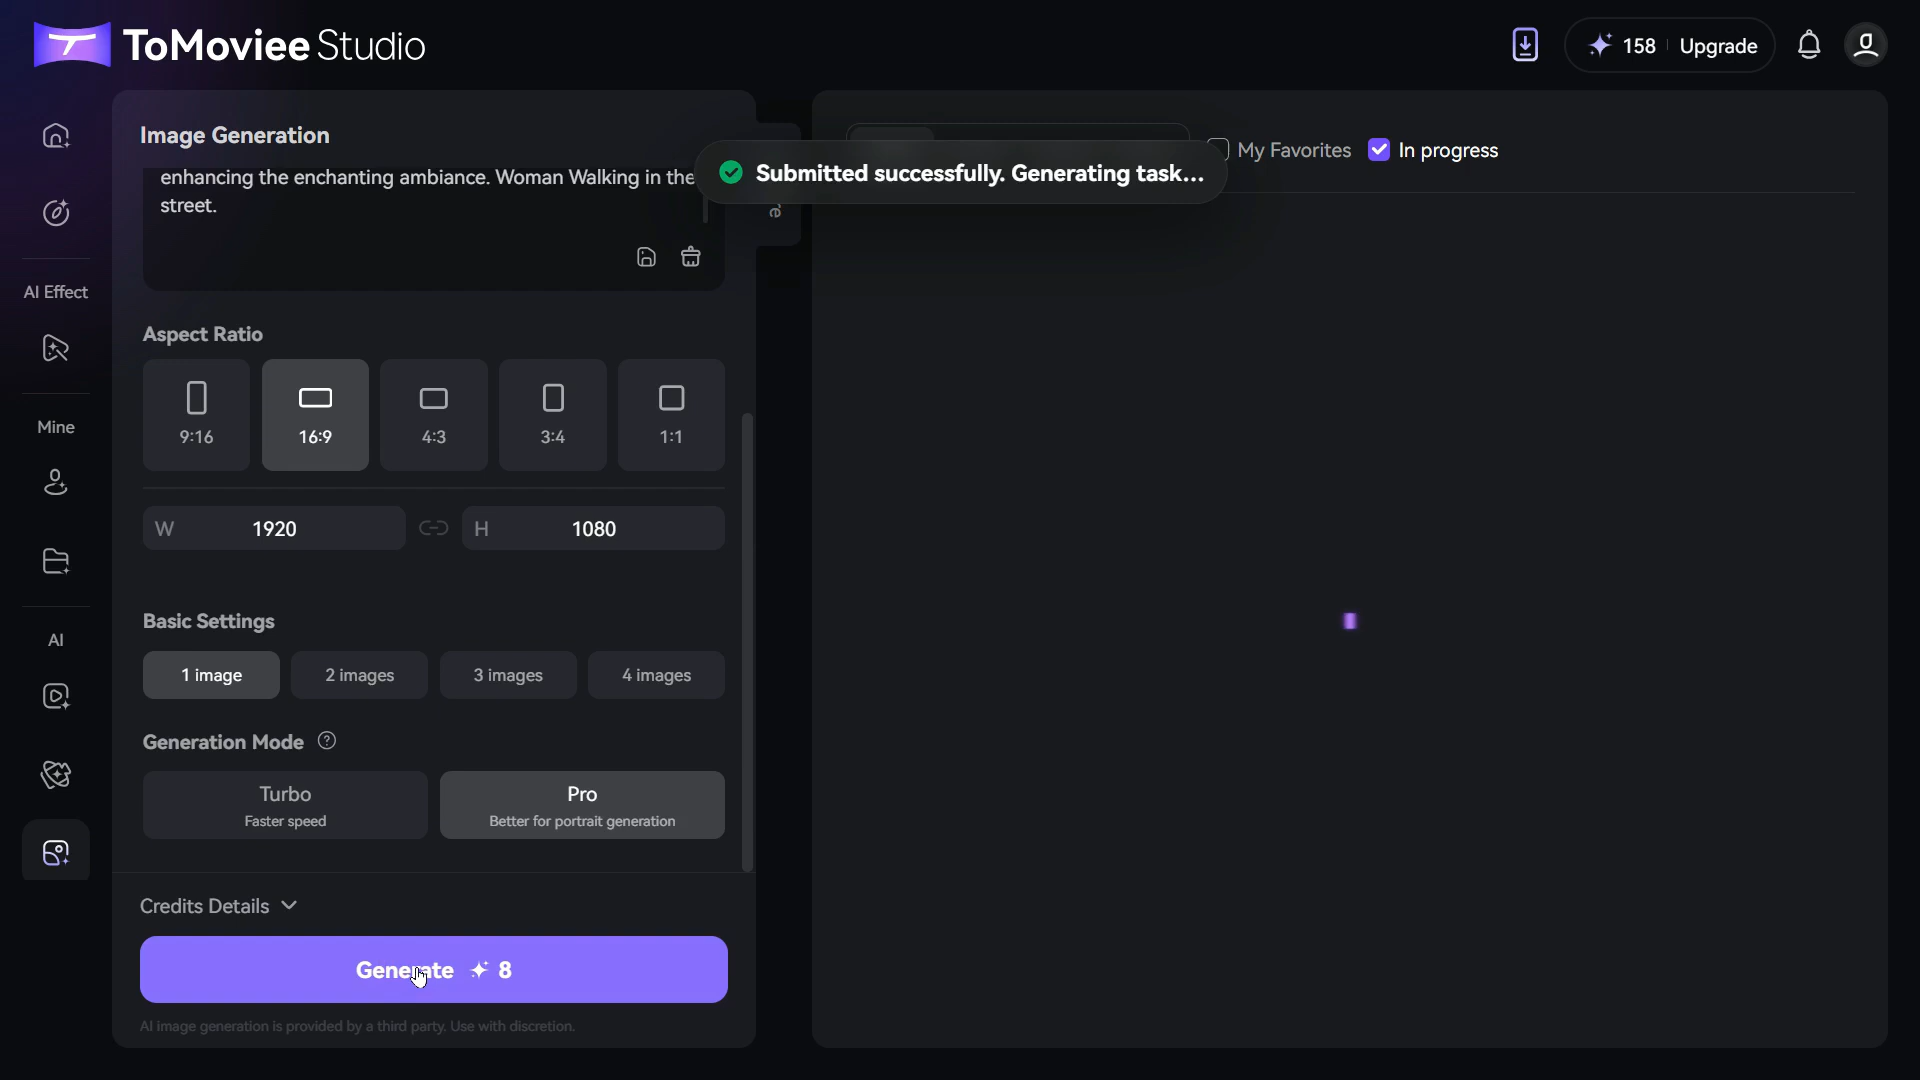 ToMoviee Studio
158 Upgrade
Image Generation
enhancing the enchanting ambiance. Woman Walking in the
street.
Submitted successfully. Generating task...
My Favorites
In progress
AI Effect
Mine
AI
Aspect Ratio
9:16
16:9
4:3
3:4
1:1
W 1920
H 1080
Basic Settings
1 image
2 images
3 images
4 images
Generation Mode
Turbo
Faster speed
Pro
Better for portrait generation
Credits Details
Generate 8
AI image generation is provided by a third party. Use with discretion.